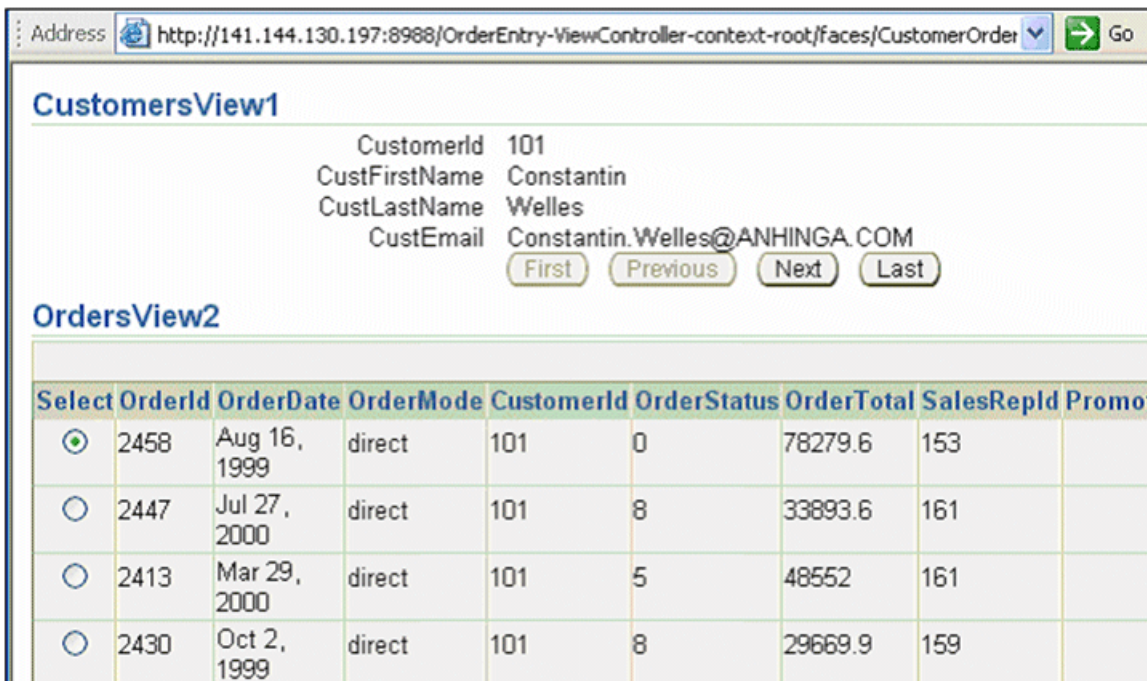 Address http://141.144.130.197:8988/OrderEntry-ViewController-context-root/faces/CustomerOrder Go
CustomersView1
CustomerId 101
CustFirstName Constantin
CustLastName Welles
CustEmail Constantin.Welles@ANHINGA.COM
First Previous Next Last
OrdersView2
Select OrderId OrderDate OrderMode CustomerId OrderStatus OrderTotal SalesRepId Promo
2458 Aug 16, 1999 direct 101 0 78279.6 153
2447 Jul 27, 2000 direct 101 8 33893.6 161
2413 Mar 29, 2000 direct 101 5 48552 161
2430 Oct 2, 1999 direct 101 8 29669.9 159